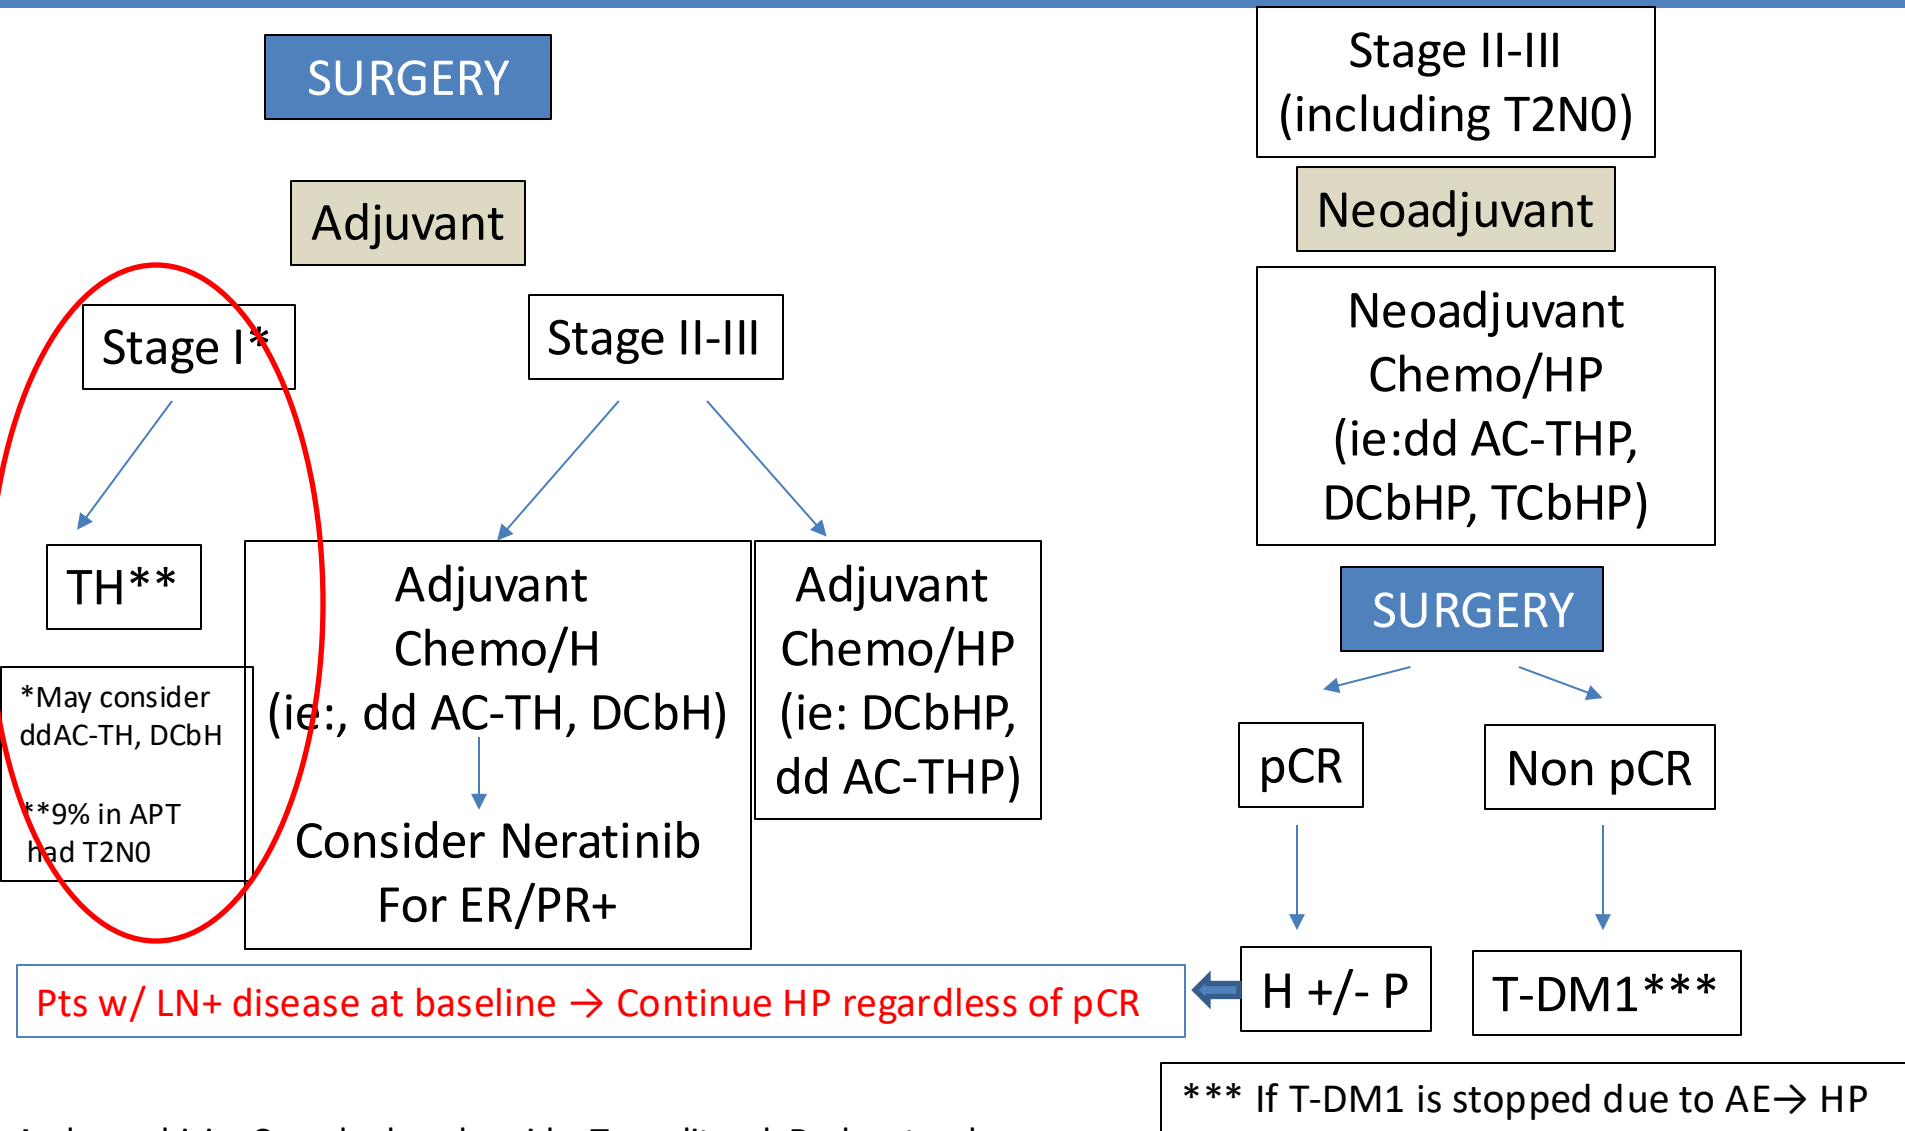 SURGERY
Adjuvant
Stage I*
Stage II-III
TH**
*May consider
ddAC-TH, DCbH
**9% in APT
had T2N0
Adjuvant
Chemo/H
(ie:, dd AC-TH, DCbH)
Consider Neratinib
For ER/PR+
Adjuvant
Chemo/HP
(ie: DCbHP,
dd AC-THP)
Stage II-III
(including T2N0)
Neoadjuvant
Neoadjuvant
Chemo/HP
(ie:dd AC-THP,
DCbHP, TCbHP)
SURGERY
pCR
Non pCR
H +/- P
T-DM1***
Pts w/ LN+ disease at baseline → Continue HP regardless of pCR
*** If T-DM1 is stopped due to AE→ HP